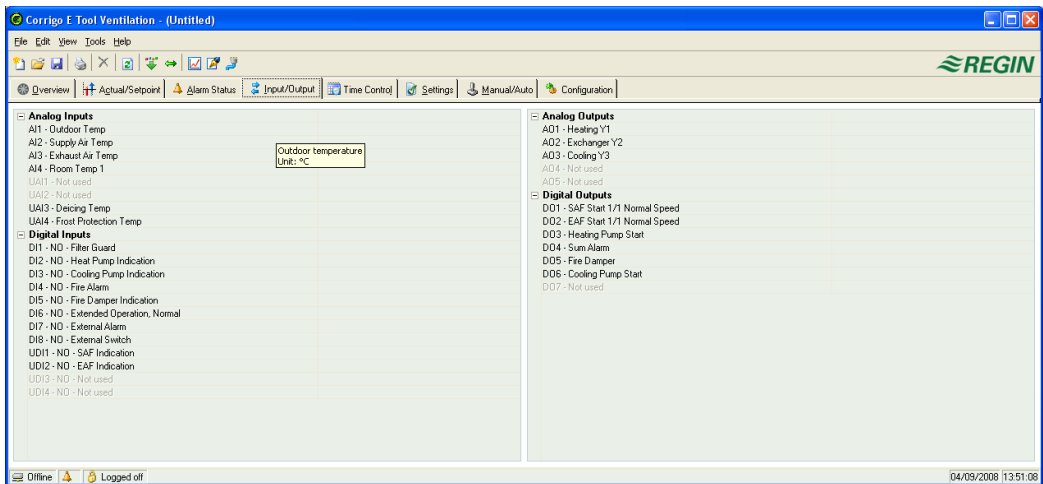 Corrigo E Tool Ventilation - (Untitled)
File Edit View Tools Help
REGIN
Overview Actual/Setpoint Alarm Status Input/Output Time Control Settings Manual/Auto Configuration
Analog Inputs
AI1 - Outdoor Temp
AI2 - Supply Air Temp
AI3 - Exhaust Air Temp
AI4 - Room Temp 1
UAI1 - Not used
UAI2 - Not used
UAI3 - Deicing Temp
UAI4 - Frost Protection Temp
Outdoor temperature
Unit: °C
Digital Inputs
DI1 - NO - Filter Guard
DI2 - NO - Heat Pump Indication
DI3 - NO - Cooling Pump Indication
DI4 - NO - Fire Alarm
DI5 - NO - Fire Damper Indication
DI6 - NO - Extended Operation, Normal
DI7 - NO - External Alarm
DI8 - NO - External Switch
UDI1 - NO - SAF Indication
UDI2 - NO - EAF Indication
UDI3 - NO - Not used
UDI4 - NO - Not used
Analog Outputs
AO1 - Heating Y1
AO2 - Exchanger Y2
AO3 - Cooling Y3
AO4 - Not used
AO5 - Not used
Digital Outputs
DO1 - SAF Start 1/1 Normal Speed
DO2 - EAF Start 1/1 Normal Speed
DO3 - Heating Pump Start
DO4 - Sum Alarm
DO5 - Fire Damper
DO6 - Cooling Pump Start
DO7 - Not used
Offline Logged off 04/09/2008 13:51:08